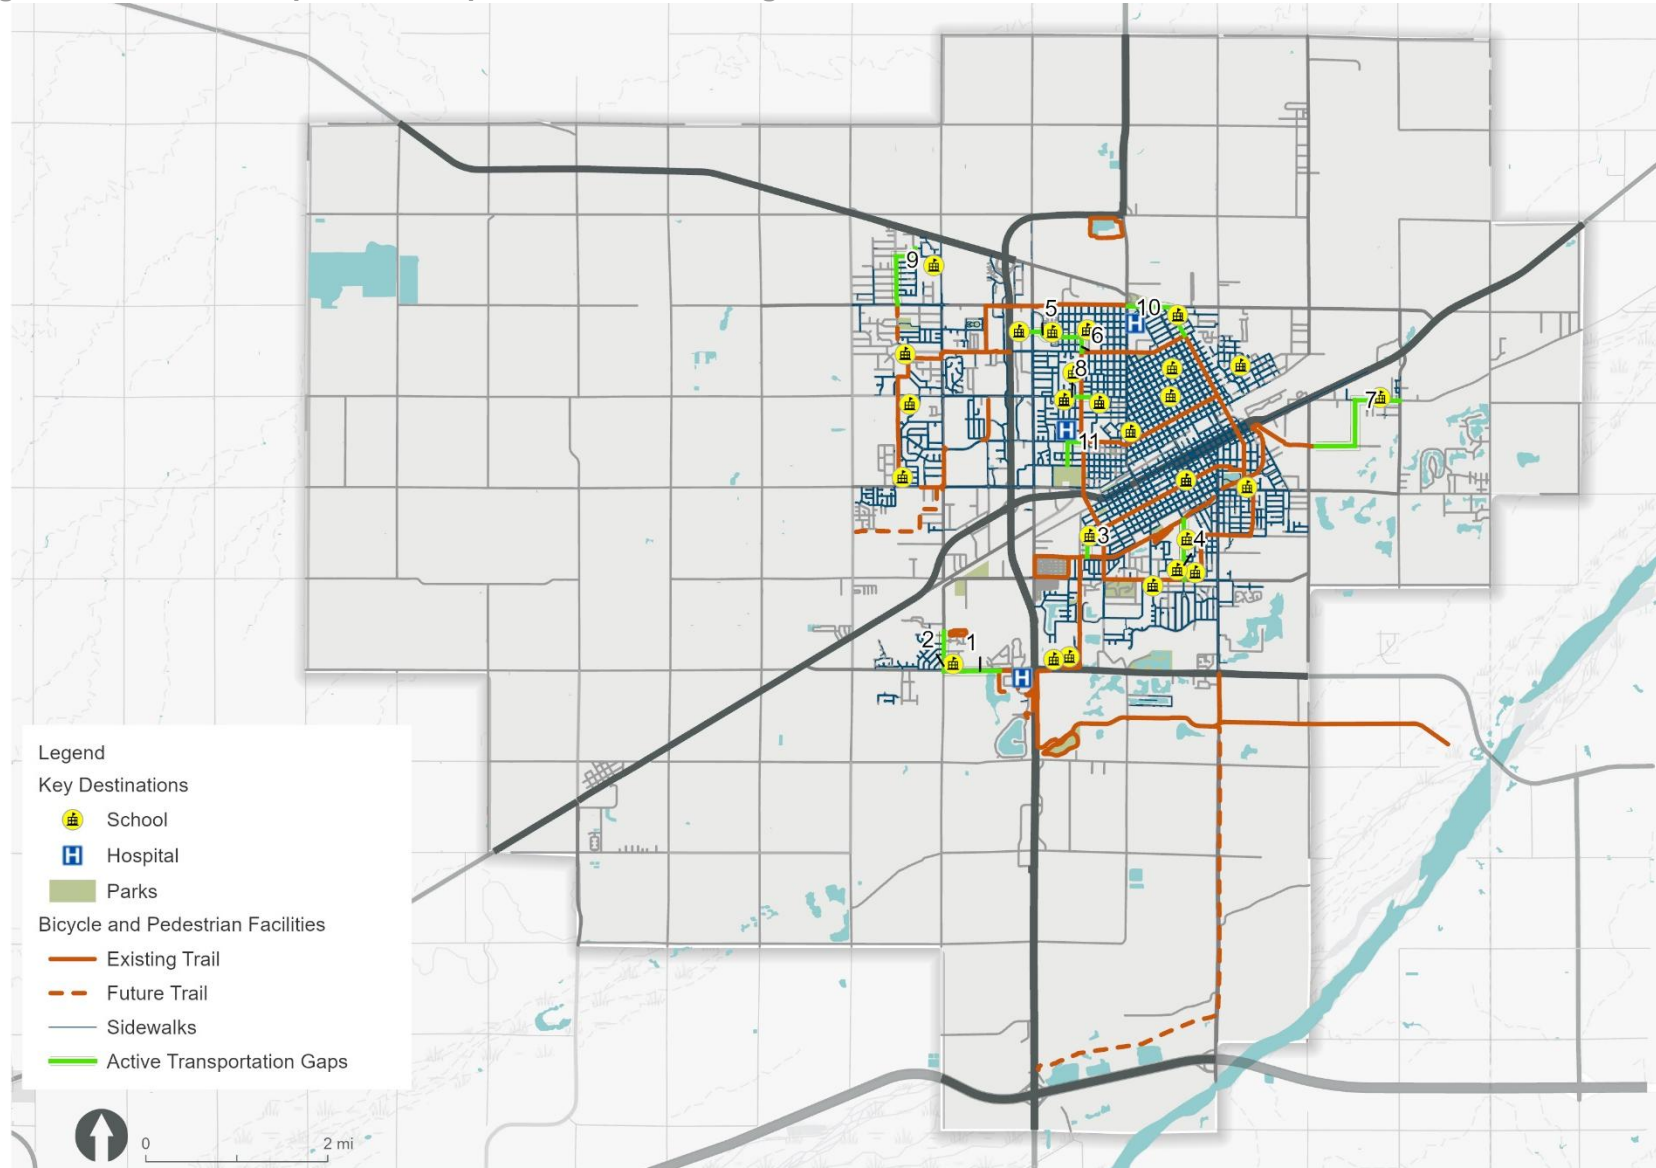 9
5
10
6
8
7
11
3
4
2
1
H
H
H
Legend
Key Destinations
School
H Hospital
Parks
Bicycle and Pedestrian Facilities
Existing Trail
Future Trail
Sidewalks
Active Transportation Gaps
0 2 mi